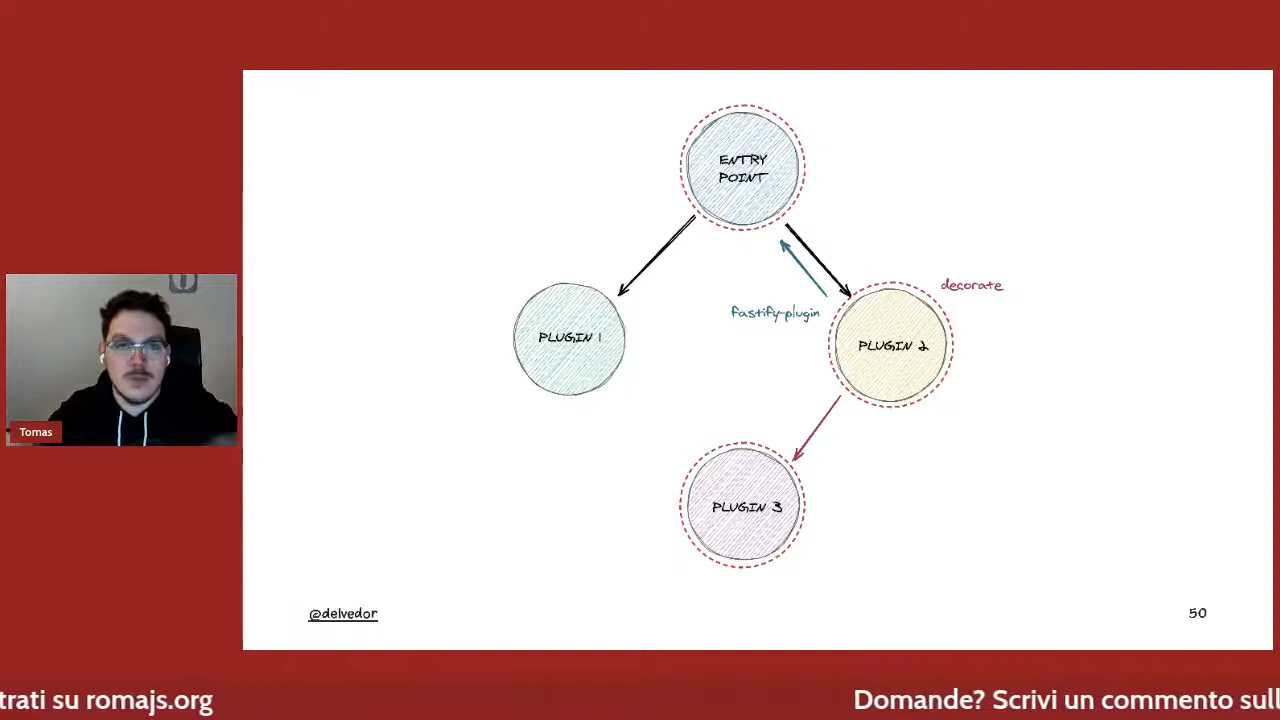 ENTRY
POINT
decorate
fastify-plugin
PLUGIN 1
PLUGIN 2
PLUGIN 3
Tomas
@delvedor
50
trati su romajs.org
Domande? Scrivi un commento sull